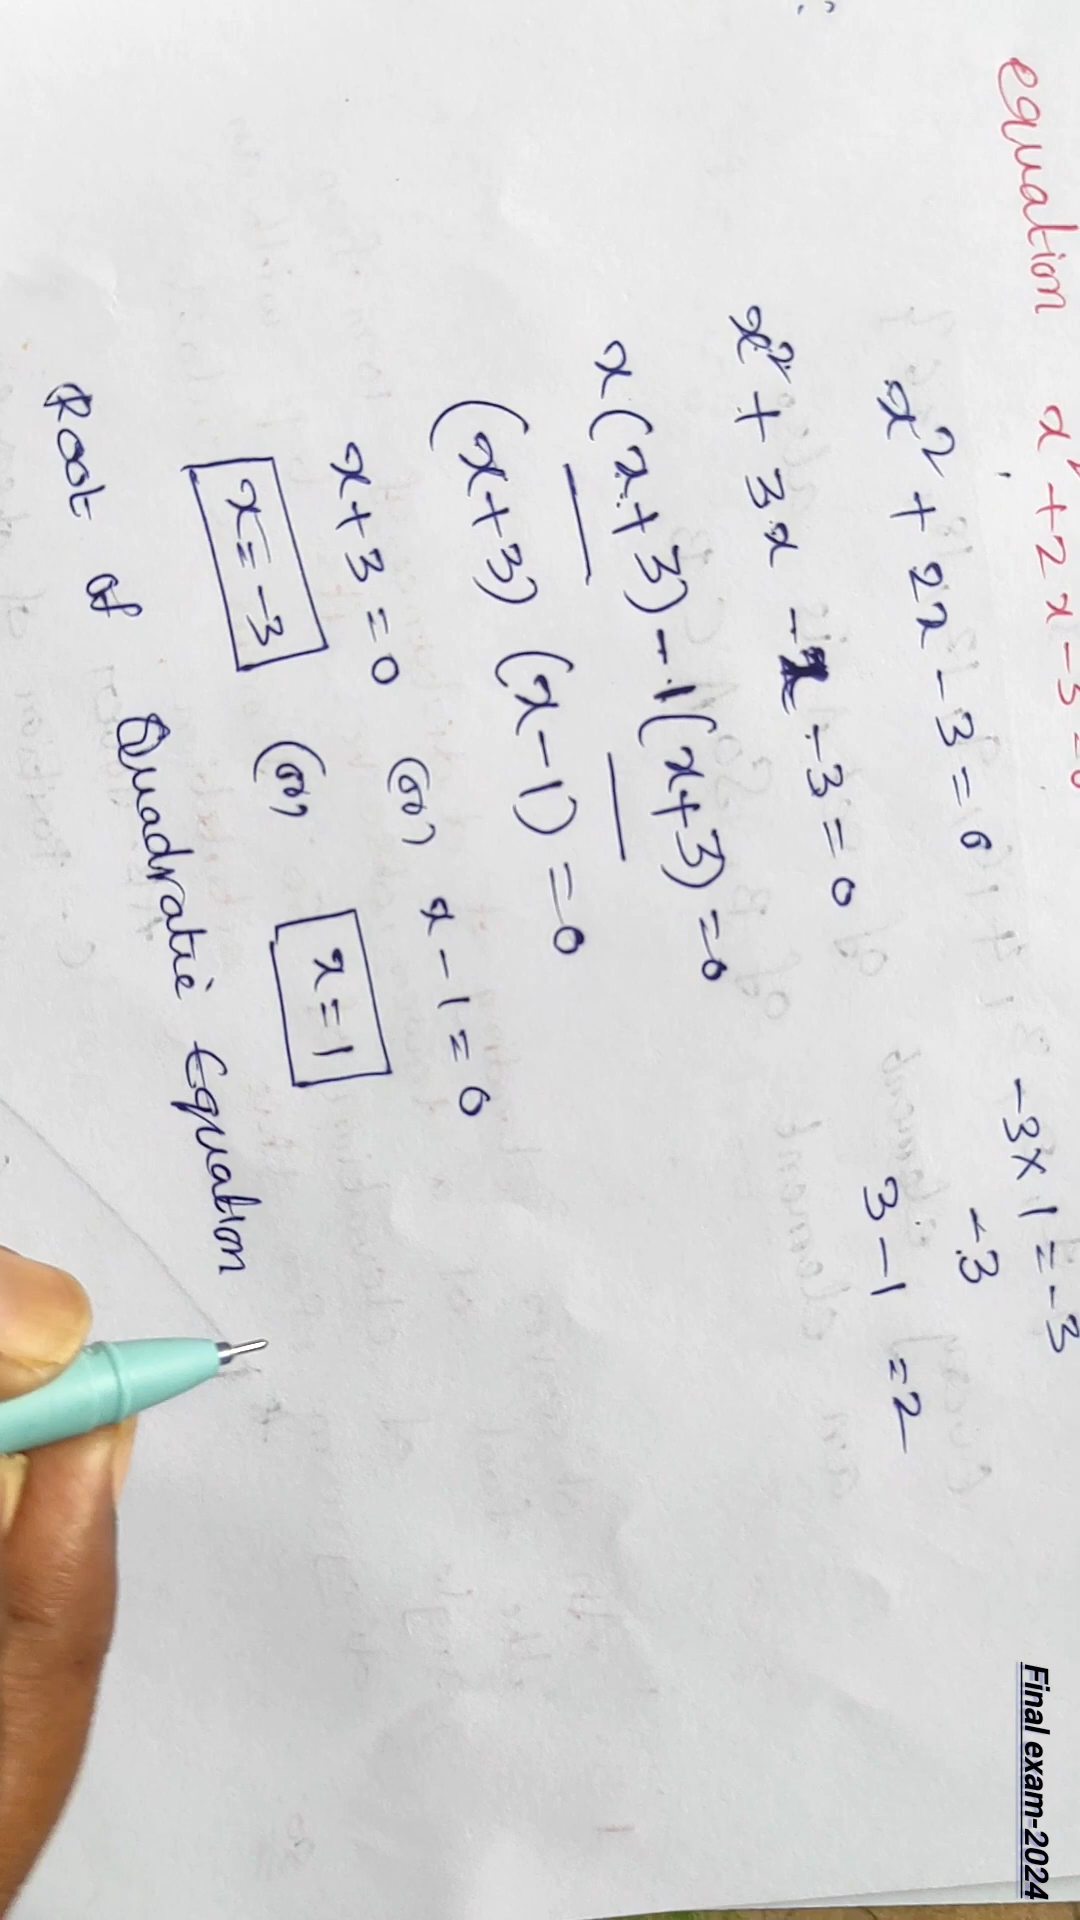 Final exam-2024
equation x² + 2x - 3 = 0
-3 × 1 = -3
x² + 2x - 3 = 0
-3
3 - 1 = 2
x² + 3x - x - 3 = 0
x(x+3) - 1(x+3) = 0
(x+3) (x-1) = 0
x+3 = 0 (or) x-1 = 0
x = -3 (or) x = 1
Root of Quadratic Equation